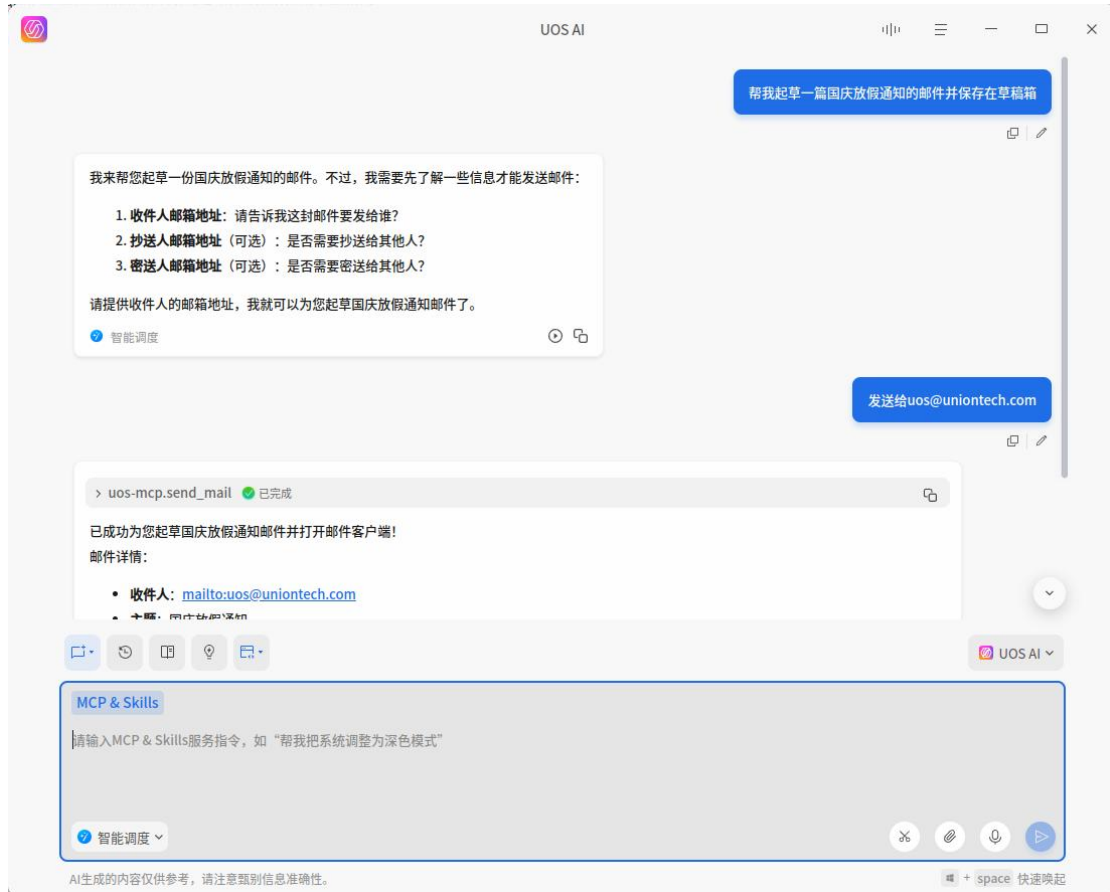 UOS AI
帮我起草一篇国庆放假通知的邮件并保存在草稿箱
我来帮您起草一份国庆放假通知的邮件。不过，我需要先了解一些信息才能发送邮件：
1. 收件人邮箱地址：请告诉我这封邮件要发给谁？
2. 抄送人邮箱地址（可选）：是否需要抄送给其他人？
3. 密送人邮箱地址（可选）：是否需要密送给其他人？
请提供收件人的邮箱地址，我就可以为您起草国庆放假通知邮件了。
智能调度
发送给uos@uniontech.com
> uos-mcp.send_mail 已完成
已成功为您起草国庆放假通知邮件并打开邮件客户端！
邮件详情：
• 收件人：mailto:uos@uniontech.com
• 主题：国庆放假通知
UOS AI
MCP & Skills
请输入MCP & Skills服务指令，如“帮我把系统调整为深色模式”
智能调度
AI生成的内容仅供参考，请注意甄别信息准确性。
+ space 快速唤起